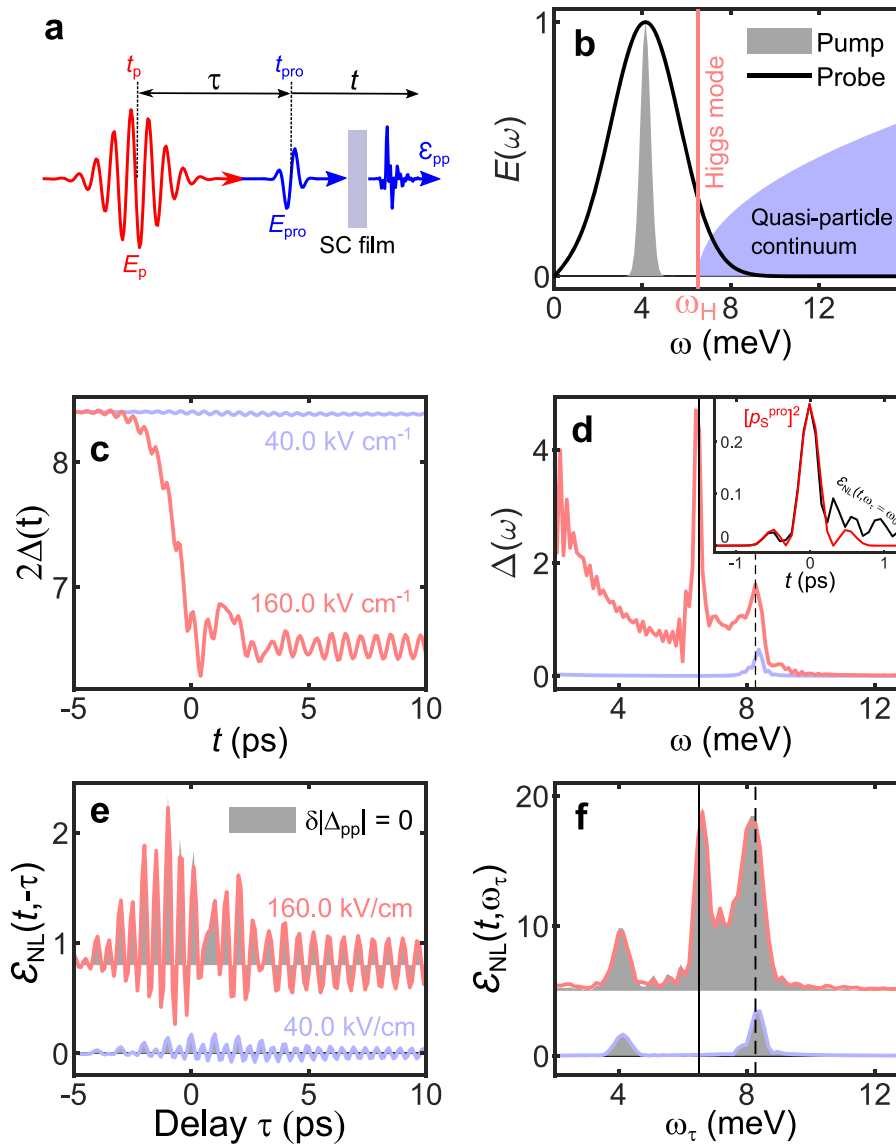 a
t_p
t_pro
τ
t
ε_pp
E_p
E_pro
SC film
b
Pump
Probe
Higgs mode
Quasi-particle
continuum
E(ω)
1
0
0 4 8 12
ω_H
ω (meV)
c
40.0 kV cm⁻¹
160.0 kV cm⁻¹
2Δ(t)
8
7
-5 0 5 10
t (ps)
d
[p_S^pro]²
0.2
0.1
0
-1 0 1
t (ps)
Δ(ω)
4
2
0
4 8 12
ω (meV)
e
δ|Δ_pp| = 0
160.0 kV/cm
40.0 kV/cm
ℰ_NL(t,-τ)
2
1
0
-5 0 5 10
Delay τ (ps)
f
ℰ_NL(t,ω_τ)
20
10
0
4 8 12
ω_τ (meV)